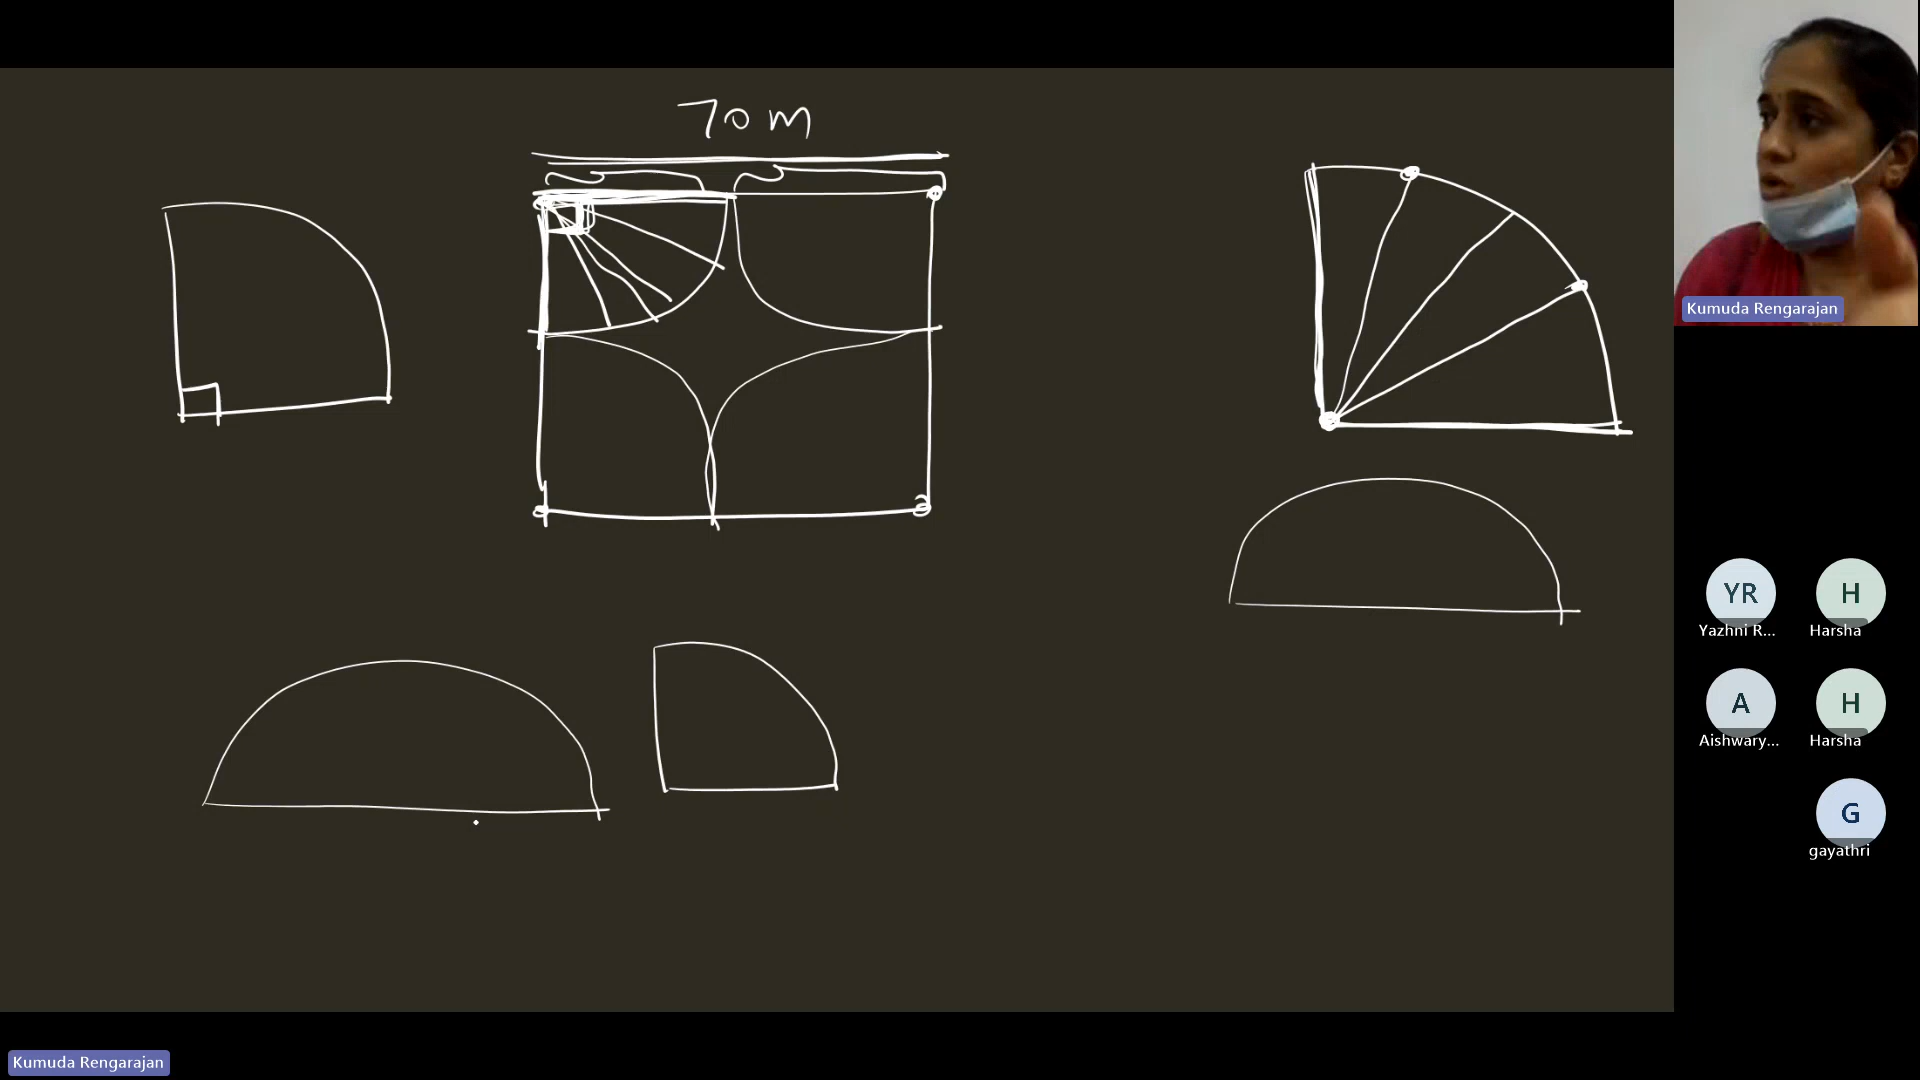 70 m
Kumuda Rengarajan
YR
H
Yazhni R...
Harsha
A
H
Aishwary...
Harsha
G
gayathri
Kumuda Rengarajan